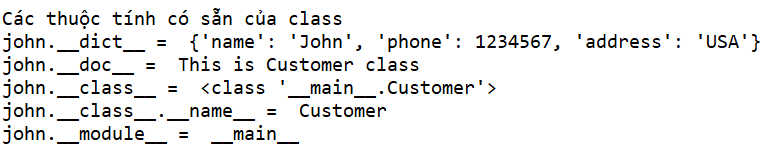 Các thuộc tính có sẵn của class
john.__dict__ =  {'name': 'John', 'phone': 1234567, 'address': 'USA'}
john.__doc__ =  This is Customer class
john.__class__ =  <class '__main__.Customer'>
john.__class__.__name__ =  Customer
john.__module__ =  __main__